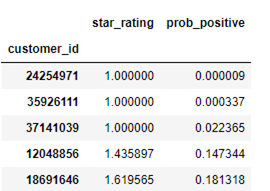 star_rating prob_positive
customer_id
24254971 1.000000 0.000009
35926111 1.000000 0.000337
37141039 1.000000 0.022365
12048856 1.435897 0.147344
18691646 1.619565 0.181318